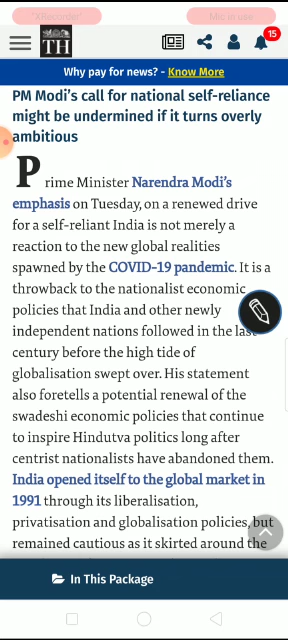 XRecorder
Mic in use
TH
15
Why pay for news? - Know More
PM Modi's call for national self-reliance
might be undermined if it turns overly
ambitious
Prime Minister Narendra Modi's
emphasis on Tuesday, on a renewed drive
for a self-reliant India is not merely a
reaction to the new global realities
spawned by the COVID-19 pandemic. It is a
throwback to the nationalist economic
policies that India and other newly
independent nations followed in the last
century before the high tide of
globalisation swept over. His statement
also foretells a potential renewal of the
swadeshi economic policies that continue
to inspire Hindutva politics long after
centrist nationalists have abandoned them.
India opened itself to the global market in
1991 through its liberalisation,
privatisation and globalisation policies, but
remained cautious as it skirted around the
In This Package